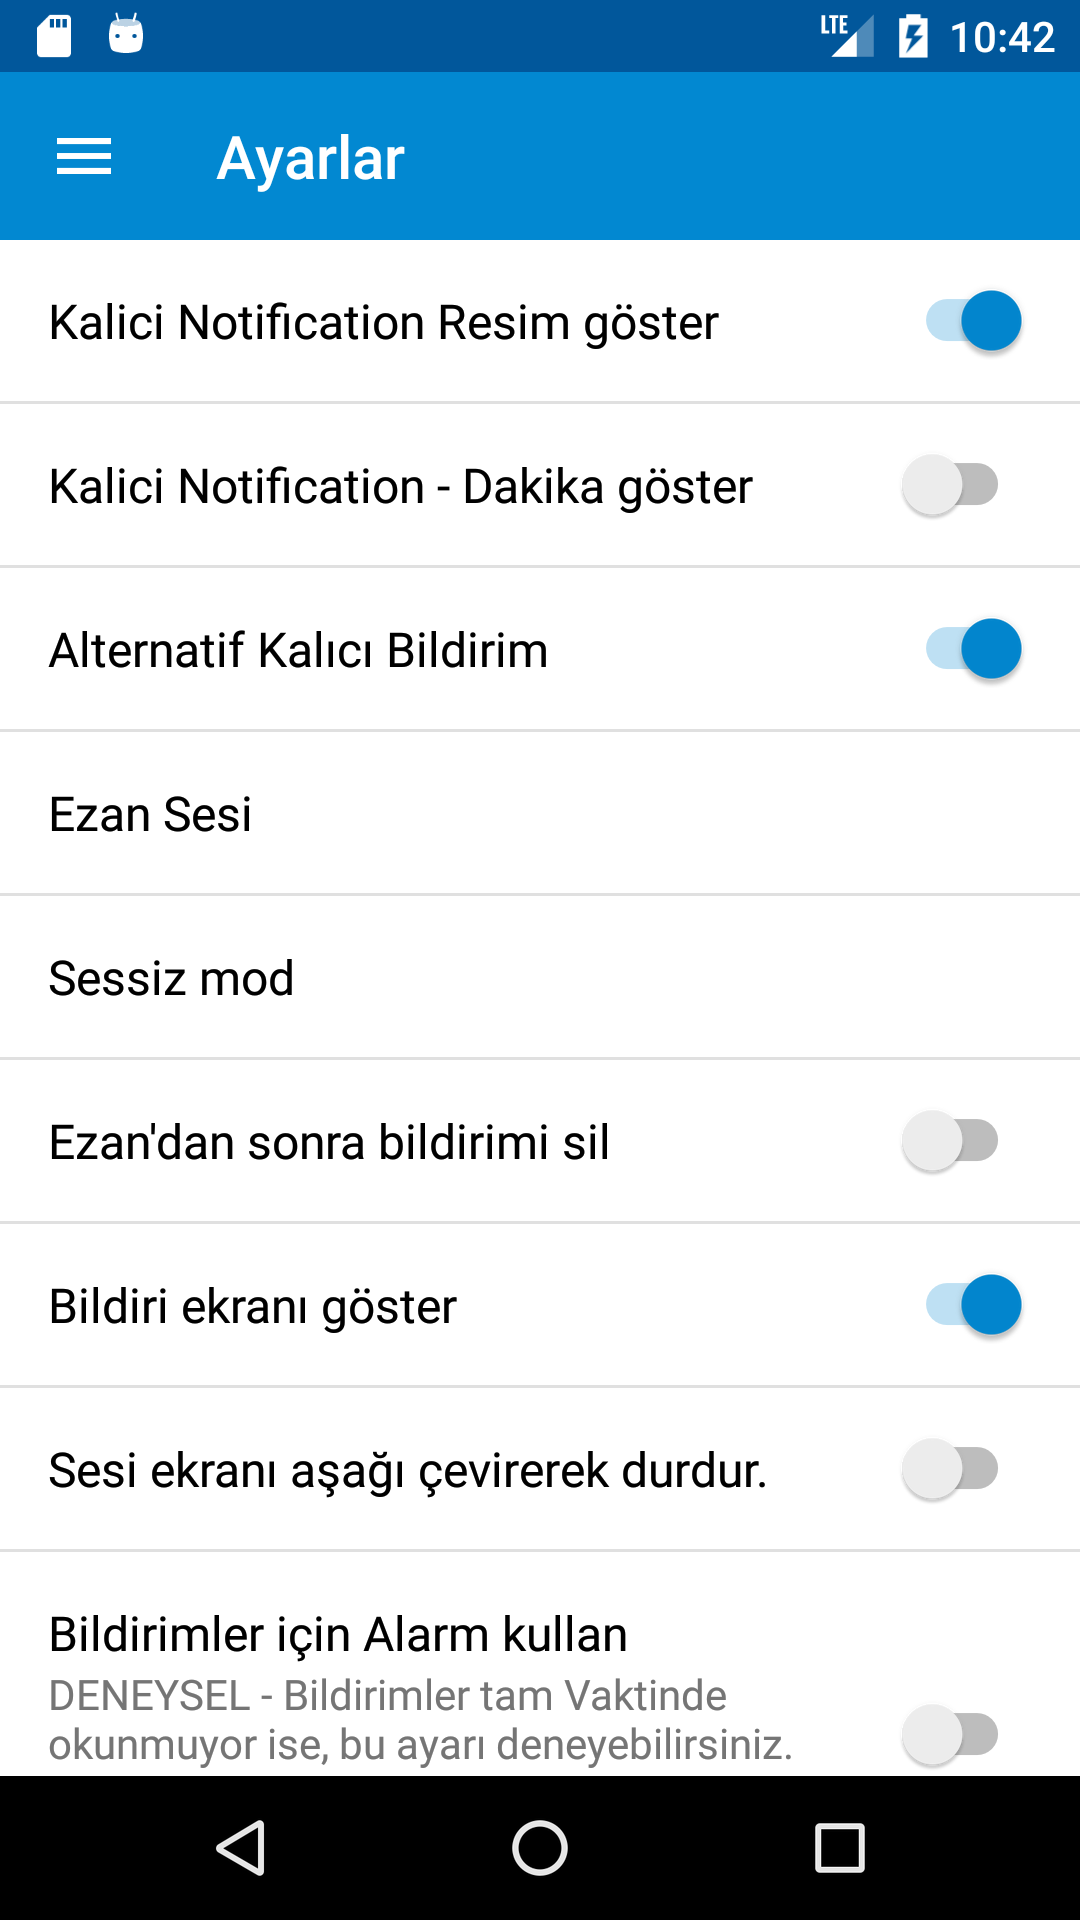 LTE 10:42
Ayarlar
Kalici Notification Resim göster
Kalici Notification - Dakika göster
Alternatif Kalıcı Bildirim
Ezan Sesi
Sessiz mod
Ezan'dan sonra bildirimi sil
Bildiri ekranı göster
Sesi ekranı aşağı çevirerek durdur.
Bildirimler için Alarm kullan
DENEYSEL - Bildirimler tam Vaktinde
okunmuyor ise, bu ayarı deneyebilirsiniz.